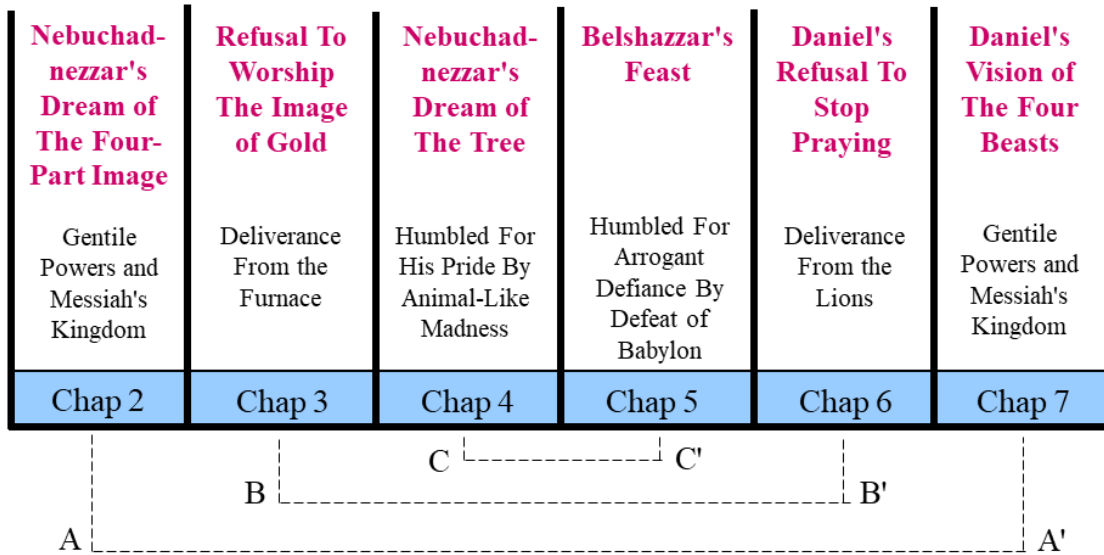 Nebuchad-
nezzar's
Dream of
The Four-
Part Image
Gentile
Powers and
Messiah's
Kingdom
Chap 2
Refusal To
Worship
The Image
of Gold
Deliverance
From the
Furnace
Chap 3
Nebuchad-
nezzar's
Dream of
The Tree
Humbled For
His Pride By
Animal-Like
Madness
Chap 4
Belshazzar's
Feast
Humbled For
Arrogant
Defiance By
Defeat of
Babylon
Chap 5
Daniel's
Refusal To
Stop
Praying
Deliverance
From the
Lions
Chap 6
Daniel's
Vision of
The Four
Beasts
Gentile
Powers and
Messiah's
Kingdom
Chap 7
C C'
B B'
A A'